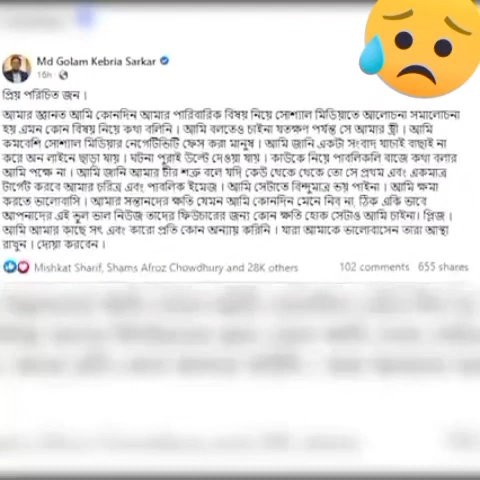 Md Golam Kebria Sarkar
16h
প্রিয় পরিচিত জন।
আমার জ্ঞানত আমি কোনদিন আমার পারিবারিক বিষয় নিয়ে সোশ্যাল মিডিয়াতে আলোচনা সমালোচনা
হয় এমন কোন বিষয় নিয়ে কথা বলিনি । আমি বলতেও চাইনা যতক্ষণ পর্যন্ত সে আমার স্ত্রী । আমি
কমবেশি সোশ্যাল মিডিয়ার নেগেটিভিটি ফেস করা মানুষ । আমি জানি একটা সংবাদ যাচাই বাছাই না
করে অন লাইনে ছাড়া যায় । ঘটনা পুরাই উল্টে দেওয়া যায় । কাউকে নিয়ে পাবলিকলি বাজে কথা বলার
আমি পক্ষে না । আমি জানি আমার চীর শত্রু বলে যদি কেউ থেকে থেকে তো সে প্রথম এবং একমাত্র
টার্গেট করবে আমার চরিত্র এবং পাবলিক ইমেজ । আমি সেটাতে বিন্দুমাত্র ভয় পাইনা । আমি ক্ষমা
করতে ভালোবাসি । আমার সন্তানদের ক্ষতি যেমন আমি কোনদিন মেনে নিব না, ঠিক একি ভাবে
আপনাদের এই ভুল ভাল নিউজ তাদের ফিউচারের জন্য কোন ক্ষতি হোক সেটাও আমি চাইনা। প্লিজ ।
আমি আমার কাছে সৎ এবং কারো প্রতি কোন অন্যায় করিনি । যারা আমাকে ভালোবাসেন তারা আস্থা
রাখুন । দোয়া করবেন ।
Mishkat Sharif, Shams Afroz Chowdhury and 28K others 102 comments 655 shares